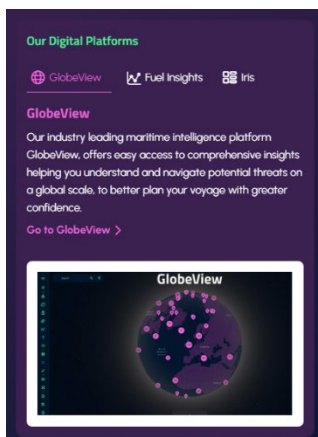 Our Digital Platforms
GlobeView
Fuel Insights
Iris
GlobeView
Our industry leading maritime intelligence platform
GlobeView, offers easy access to comprehensive insights
helping you understand and navigate potential threats on
a global scale, to better plan your voyage with greater
confidence.
Go to GlobeView
GlobeView